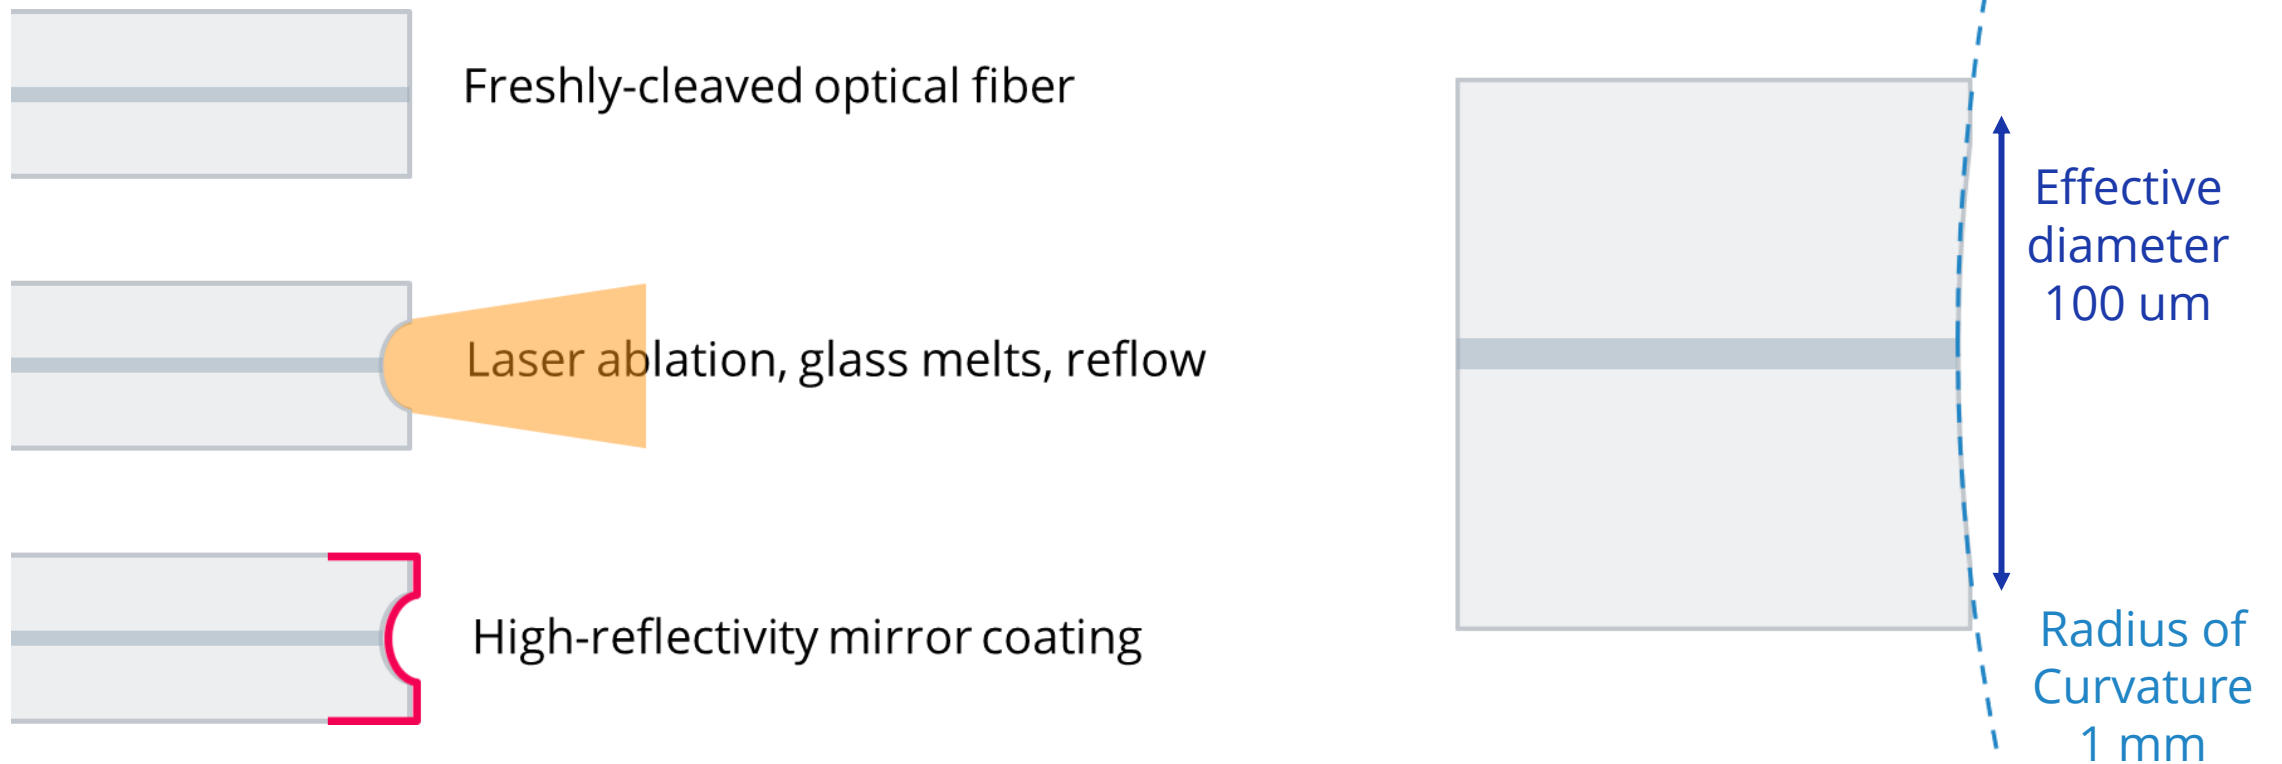 Freshly-cleaved optical fiber
Laser ablation, glass melts, reflow
High-reflectivity mirror coating
Effective
diameter
100 um
Radius of
Curvature
1 mm